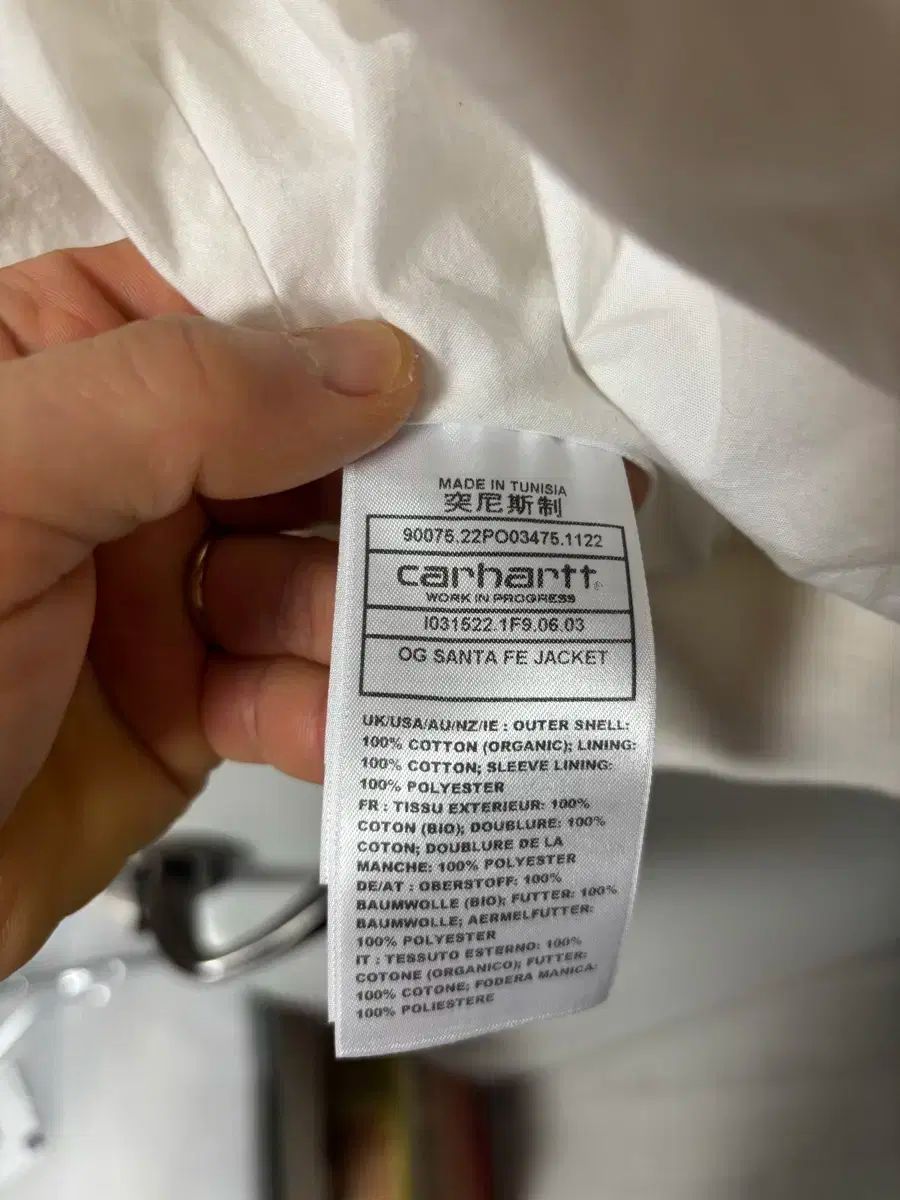 MADE IN TUNISIA
突尼斯制
90075.22PO03475.1122
carhartt®
WORK IN PROGRESS
I031522.1F9.06.03
OG SANTA FE JACKET
UK/USA/AU/NZ/IE : OUTER SHELL:
100% COTTON (ORGANIC); LINING:
100% COTTON; SLEEVE LINING:
100% POLYESTER
FR : TISSU EXTERIEUR: 100%
COTON (BIO); DOUBLURE: 100%
COTON; DOUBLURE DE LA
MANCHE: 100% POLYESTER
DE/AT : OBERSTOFF: 100%
BAUMWOLLE (BIO); FUTTER: 100%
BAUMWOLLE; AERMELFUTTER:
100% POLYESTER
IT : TESSUTO ESTERNO: 100%
COTONE (ORGANICO); FUTTER:
100% COTONE; FODERA MANICA:
100% POLIESTERE